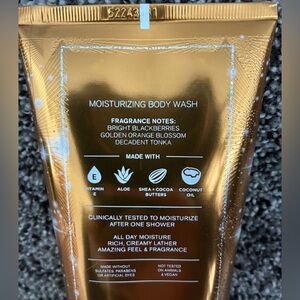 MOISTURIZING BODY WASH
FRAGRANCE NOTES:
BRIGHT BLACKBERRIES
GOLDEN ORANGE BLOSSOM
DECADENT TONKA
MADE WITH
E
VITAMIN E
ALOE
SHEA + COCOA BUTTERS
COCONUT OIL
CLINICALLY TESTED TO MOISTURIZE
AFTER ONE SHOWER
ALL DAY MOISTURE
RICH, CREAMY LATHER
AMAZING FEEL & FRAGRANCE
MADE WITHOUT
SULFATES, PARABENS
OR ARTIFICIAL DYES
NOT TESTED
ON ANIMALS
& VEGAN